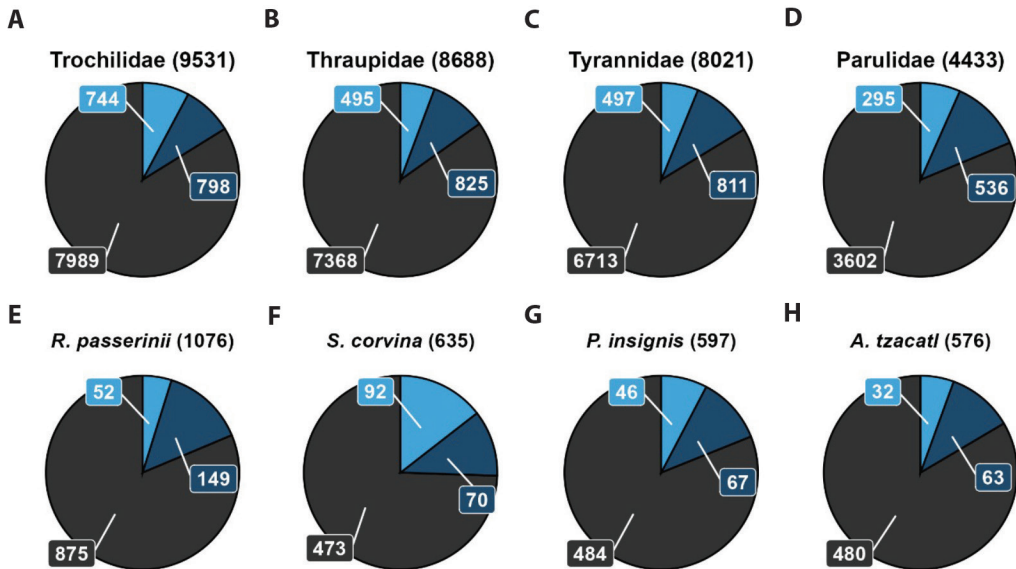 A
B
C
D
Trochilidae (9531)
Thraupidae (8688)
Tyrannidae (8021)
Parulidae (4433)
744
495
497
295
798
825
811
536
7989
7368
6713
3602
E
F
G
H
R. passerinii (1076)
S. corvina (635)
P. insignis (597)
A. tzacatl (576)
52
92
46
32
149
70
67
63
875
473
484
480